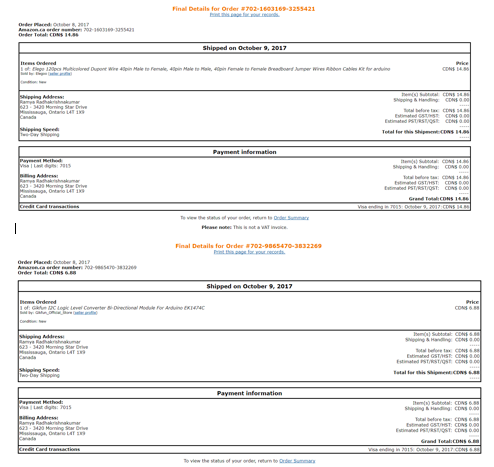 Final Details for Order #702-1603169-3255421
Print this page for your records.
Order Placed: October 8, 2017
Amazon.ca order number: 702-1603169-3255421
Order Total: CDN$ 14.86
Shipped on October 9, 2017
Items Ordered Price
1 of: Elego 120pcs Multicolored Dupont Wire 40pin Male to Female, 40pin Male to Male, 40pin Female to Female Breadboard Jumper Wires Ribbon Cables Kit for arduino CDN$ 14.86
Sold by: Elegoo (seller profile)
Condition: New
Shipping Address:
Ramya Radhakrishnakumar
623 - 3420 Morning Star Drive
Mississauga, Ontario L4T 1X9
Canada
Shipping Speed:
Two-Day Shipping
Item(s) Subtotal: CDN$ 14.86
Shipping & Handling: CDN$ 0.00
-----
Total before tax: CDN$ 14.86
Estimated GST/HST: CDN$ 0.00
Estimated PST/RST/QST: CDN$ 0.00
-----
Total for this Shipment:CDN$ 14.86
-----
Payment information
Payment Method:
Visa | Last digits: 7015
Billing Address:
Ramya Radhakrishnakumar
623 - 3420 Morning Star Drive
Mississauga, Ontario L4T 1X9
Canada
Item(s) Subtotal: CDN$ 14.86
Shipping & Handling: CDN$ 0.00
-----
Total before tax: CDN$ 14.86
Estimated GST/HST: CDN$ 0.00
Estimated PST/RST/QST: CDN$ 0.00
-----
Grand Total:CDN$ 14.86
Credit Card transactions Visa ending in 7015: October 9, 2017:CDN$ 14.86
To view the status of your order, return to Order Summary
Please note: This is not a VAT invoice.
Final Details for Order #702-9865470-3832269
Print this page for your records.
Order Placed: October 8, 2017
Amazon.ca order number: 702-9865470-3832269
Order Total: CDN$ 6.88
Shipped on October 9, 2017
Items Ordered Price
1 of: Gikfun I2C Logic Level Converter Bi-Directional Module For Arduino EK1474C CDN$ 6.88
Sold by: Gikfun_Official_Store (seller profile)
Condition: New
Shipping Address:
Ramya Radhakrishnakumar
623 - 3420 Morning Star Drive
Mississauga, Ontario L4T 1X9
Canada
Shipping Speed:
Two-Day Shipping
Item(s) Subtotal: CDN$ 6.88
Shipping & Handling: CDN$ 0.00
-----
Total before tax: CDN$ 6.88
Estimated GST/HST: CDN$ 0.00
Estimated PST/RST/QST: CDN$ 0.00
-----
Total for this Shipment:CDN$ 6.88
-----
Payment information
Payment Method:
Visa | Last digits: 7015
Billing Address:
Ramya Radhakrishnakumar
623 - 3420 Morning Star Drive
Mississauga, Ontario L4T 1X9
Canada
Item(s) Subtotal: CDN$ 6.88
Shipping & Handling: CDN$ 0.00
-----
Total before tax: CDN$ 6.88
Estimated GST/HST: CDN$ 0.00
Estimated PST/RST/QST: CDN$ 0.00
-----
Grand Total:CDN$ 6.88
Credit Card transactions Visa ending in 7015: October 9, 2017:CDN$ 6.88
To view the status of your order, return to Order Summary